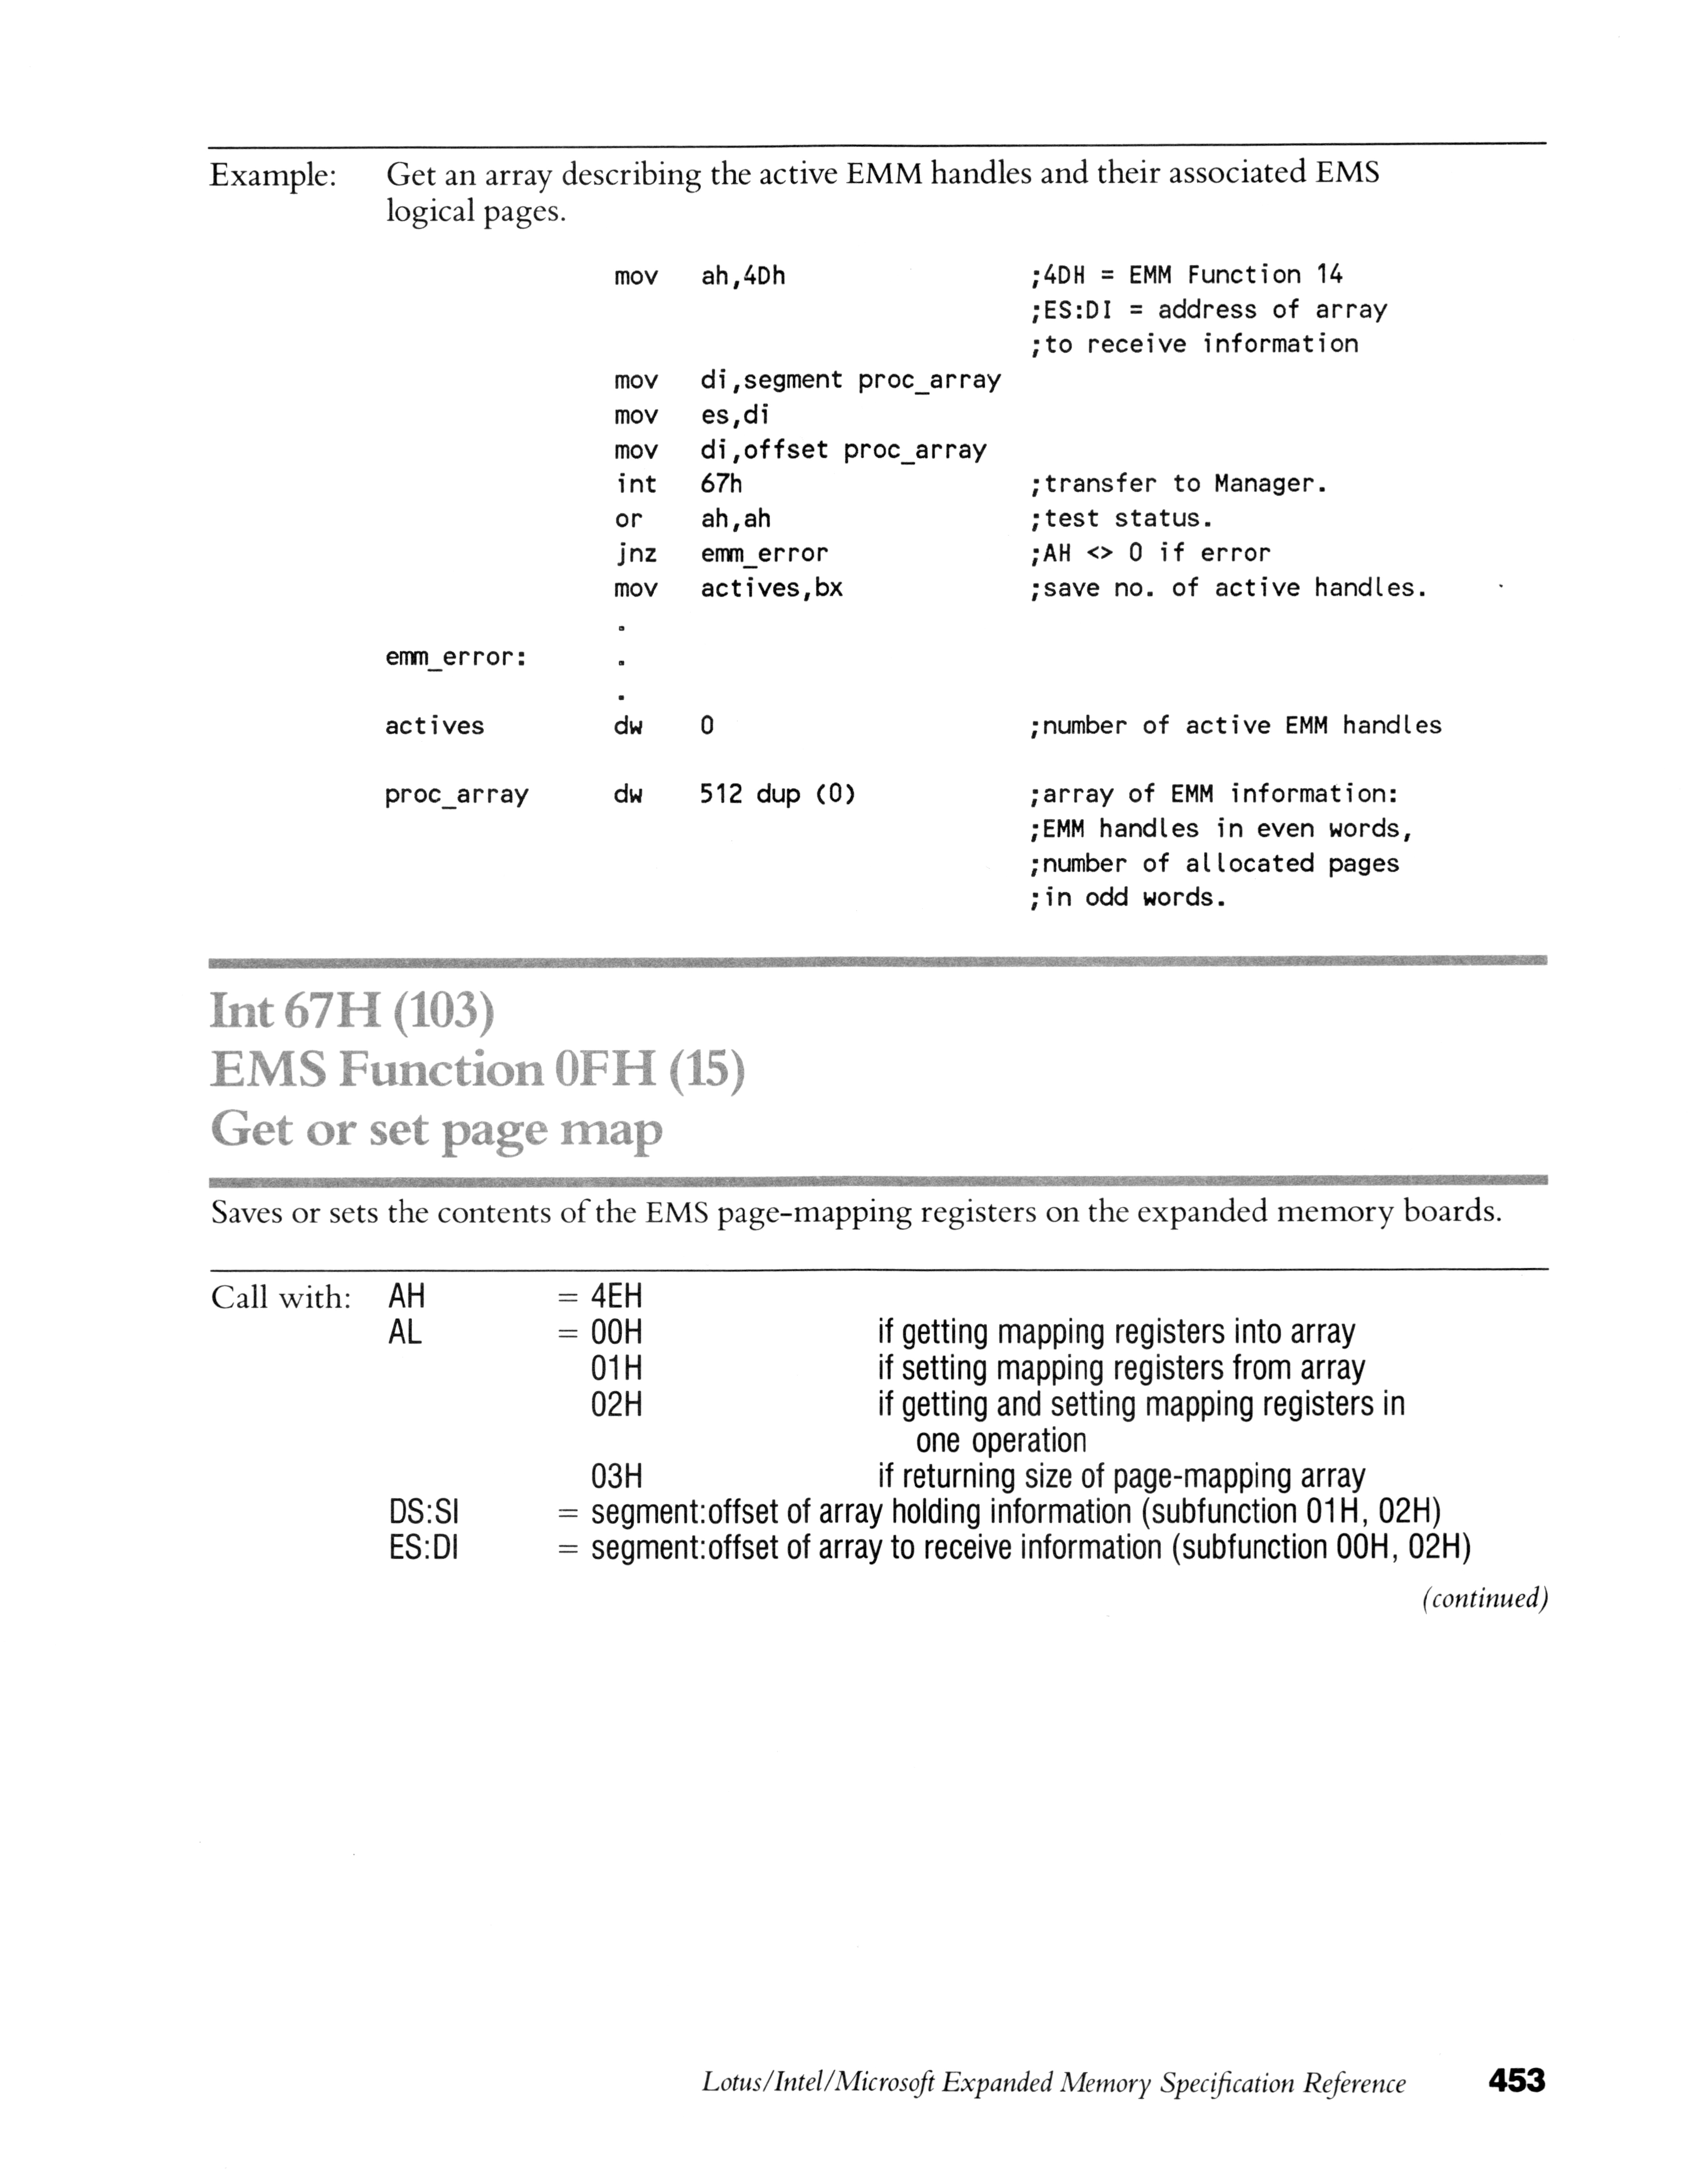 Example: Get an array describing the active EMM handles and their associated EMS
logical pages.
mov ah,4Dh ;4DH = EMM Function 14
;ES:DI = address of array
;to receive information
mov di,segment proc_array
mov es,di
mov di,offset proc_array
int 67h ;transfer to Manager.
or ah,ah ;test status.
jnz emm_error ;AH <> 0 if error
mov actives,bx ;save no. of active handles.
.
emm_error: .
.
actives dw 0 ;number of active EMM handles
proc_array dw 512 dup (0) ;array of EMM information:
;EMM handles in even words,
;number of allocated pages
;in odd words.
Int 67H (103)
EMS Function 0FH (15)
Get or set page map
Saves or sets the contents of the EMS page-mapping registers on the expanded memory boards.
Call with: AH = 4EH
AL = 00H if getting mapping registers into array
01H if setting mapping registers from array
02H if getting and setting mapping registers in
one operation
03H if returning size of page-mapping array
DS:SI = segment:offset of array holding information (subfunction 01H, 02H)
ES:DI = segment:offset of array to receive information (subfunction 00H, 02H)
(continued)
Lotus/Intel/Microsoft Expanded Memory Specification Reference 453